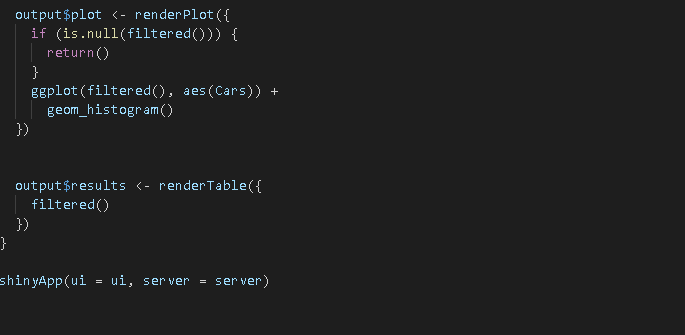 output$plot <- renderPlot({
if (is.null(filtered())) {
return()
}
ggplot(filtered(), aes(Cars)) +
geom_histogram()
})
output$results <- renderTable({
filtered()
})
}
shinyApp(ui = ui, server = server)